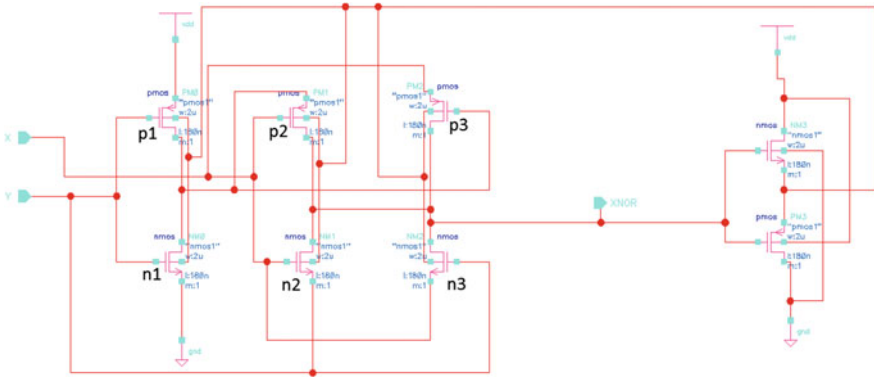 vdd
vdd
pmos
PM0
"pmos1"
w:2u
l:180n
m:1
p1
pmos
PM1
"pmos1"
w:2u
l:180n
m:1
p2
PM2
pmos
"pmos1"
w:2u
l:180n
m:1
p3
X
Y
XNOR
nmos
NM3
"nmos1"
w:2u
l:180n
m:1
pmos
PM3
"pmos1"
w:2u
l:180n
m:1
nmos
NM0
"nmos1"
w:2u
l:180n
m:1
n1
nmos
NM1
"nmos1"
w:2u
l:180n
m:1
n2
NM2
nmos
"nmos1"
w:2u
l:180n
m:1
n3
gnd
gnd